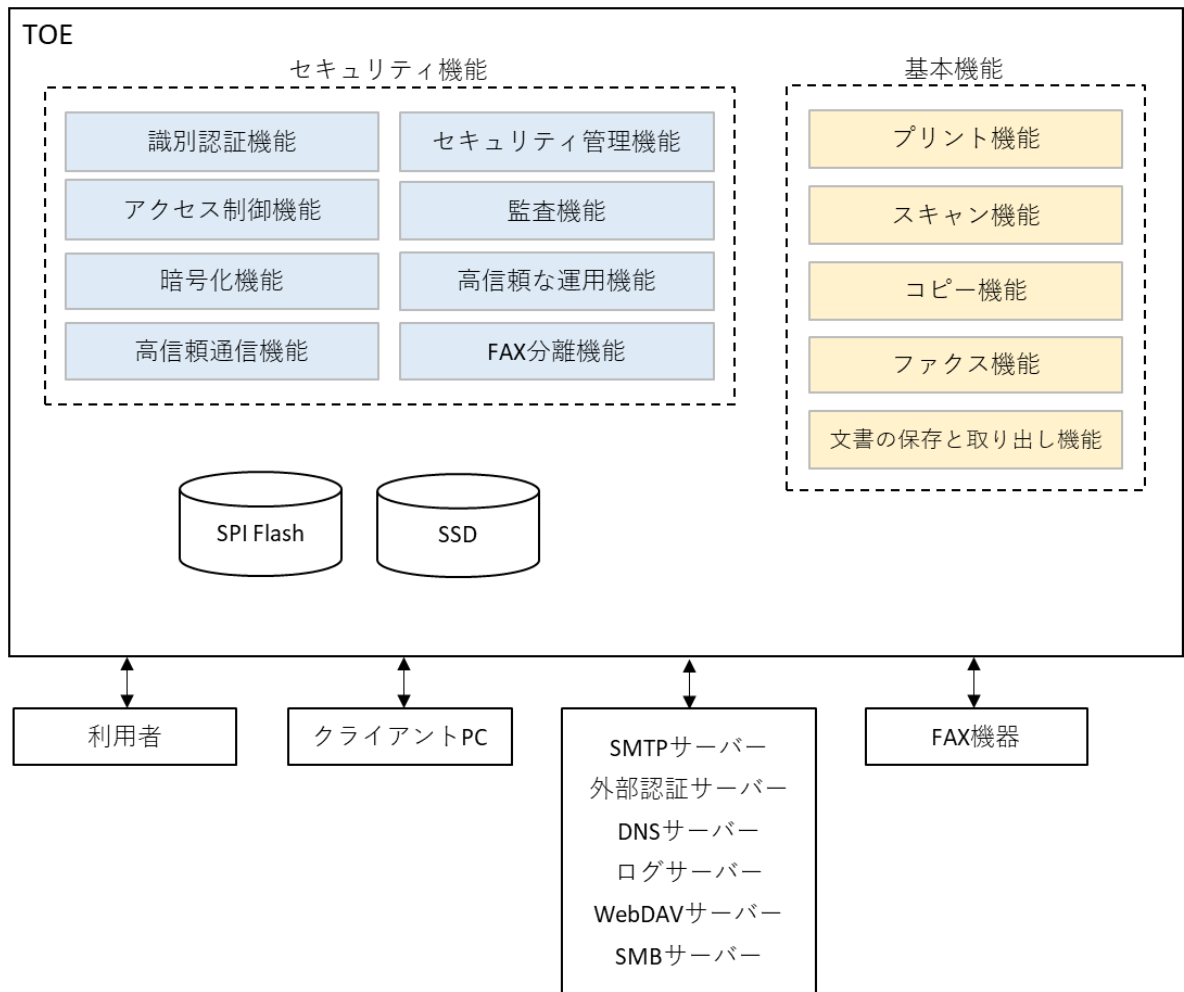 TOE
セキュリティ機能
基本機能
識別認証機能
セキュリティ管理機能
アクセス制御機能
監査機能
暗号化機能
高信頼な運用機能
高信頼通信機能
FAX分離機能
プリント機能
スキャン機能
コピー機能
ファクス機能
文書の保存と取り出し機能
SPI Flash
SSD
利用者
クライアントPC
SMTPサーバー
外部認証サーバー
DNSサーバー
ログサーバー
WebDAVサーバー
SMBサーバー
FAX機器